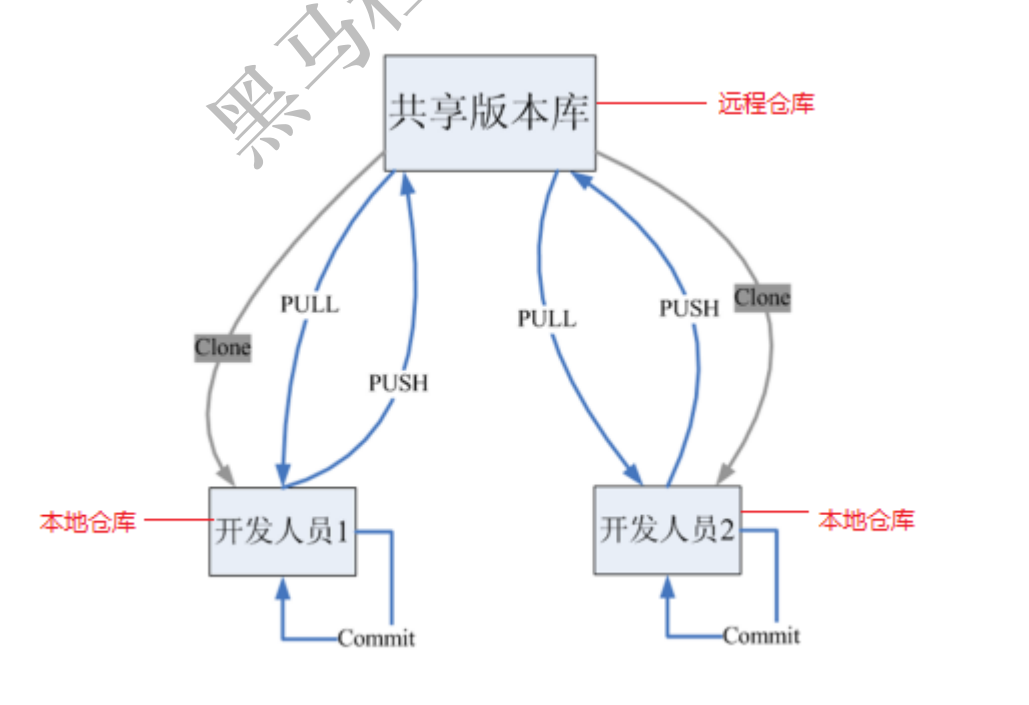 黑马程
共享版本库
远程仓库
PULL
PUSH
Clone
PULL
PUSH
Clone
本地仓库
开发人员1
开发人员2
本地仓库
Commit
Commit